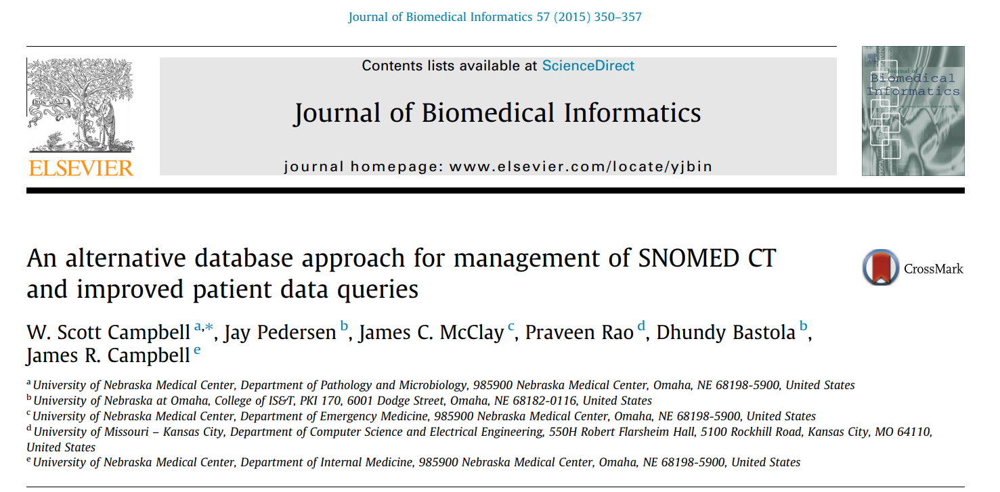 Journal of Biomedical Informatics 57 (2015) 350–357
Contents lists available at ScienceDirect
Journal of Biomedical Informatics
journal homepage: www.elsevier.com/locate/yjbin
NON SOLUS
ELSEVIER
Journal of
Biomedical
Informatics
An alternative database approach for management of SNOMED CT
and improved patient data queries
CrossMark
W. Scott Campbell a,*, Jay Pedersen b, James C. McClay c, Praveen Rao d, Dhundy Bastola b,
James R. Campbell e
a University of Nebraska Medical Center, Department of Pathology and Microbiology, 985900 Nebraska Medical Center, Omaha, NE 68198-5900, United States
b University of Nebraska at Omaha, College of IS&T, PKI 170, 6001 Dodge Street, Omaha, NE 68182-0116, United States
c University of Nebraska Medical Center, Department of Emergency Medicine, 985900 Nebraska Medical Center, Omaha, NE 68198-5900, United States
d University of Missouri – Kansas City, Department of Computer Science and Electrical Engineering, 550H Robert Flarsheim Hall, 5100 Rockhill Road, Kansas City, MO 64110,
United States
e University of Nebraska Medical Center, Department of Internal Medicine, 985900 Nebraska Medical Center, Omaha, NE 68198-5900, United States